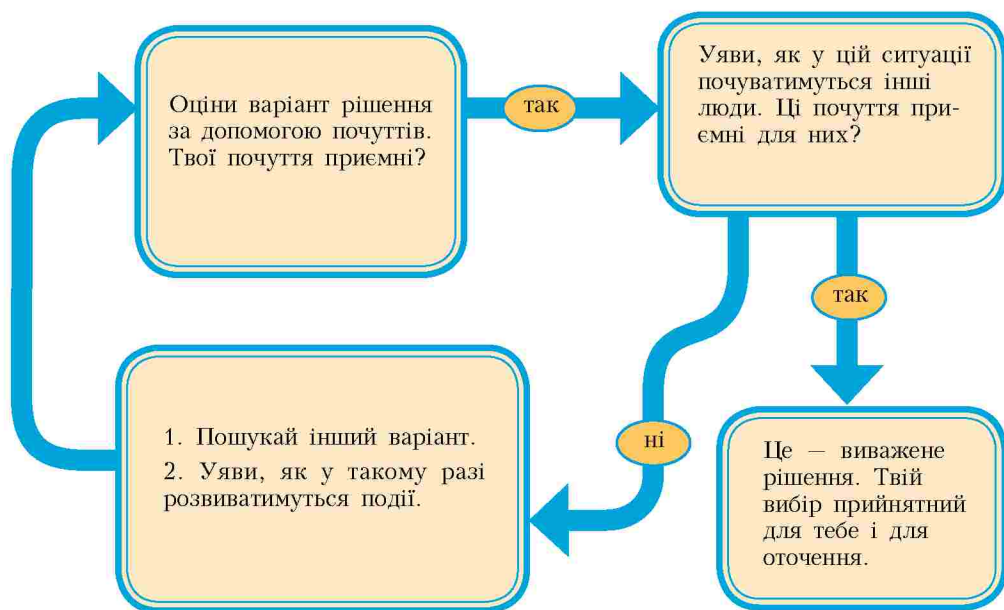 Оціни варіант рішення
за допомогою почуттів.
Твої почуття приємні?
так
Уяви, як у цій ситуації
почуватимуться інші
люди. Ці почуття при-
ємні для них?
так
ні
1. Пошукай інший варіант.
2. Уяви, як у такому разі
розвиватимуться події.
Це — виважене
рішення. Твій
вибір прийнятний
для тебе і для
оточення.